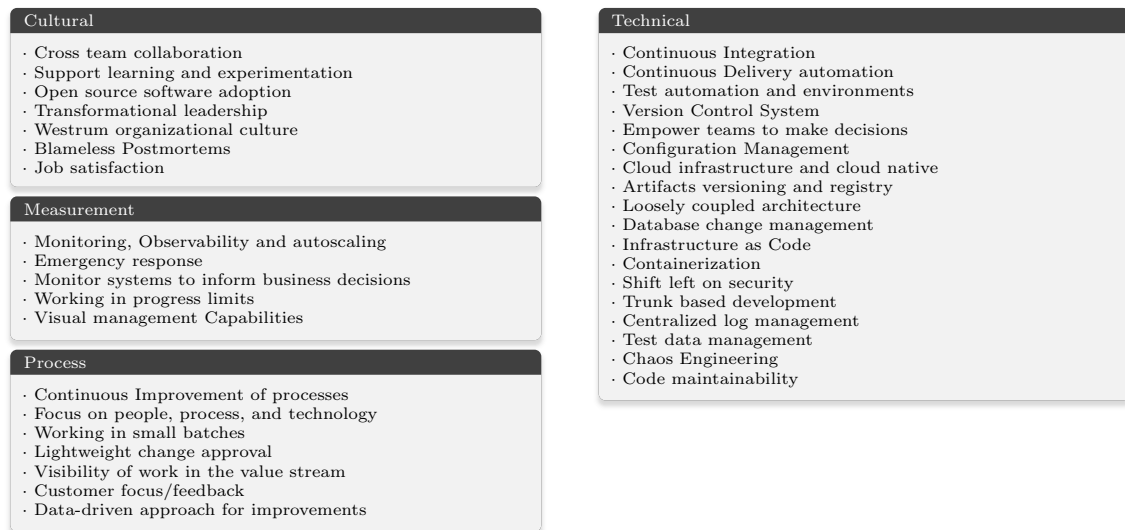 Cultural
· Cross team collaboration
· Support learning and experimentation
· Open source software adoption
· Transformational leadership
· Westrum organizational culture
· Blameless Postmortems
· Job satisfaction
Measurement
· Monitoring, Observability and autoscaling
· Emergency response
· Monitor systems to inform business decisions
· Working in progress limits
· Visual management Capabilities
Process
· Continuous Improvement of processes
· Focus on people, process, and technology
· Working in small batches
· Lightweight change approval
· Visibility of work in the value stream
· Customer focus/feedback
· Data-driven approach for improvements
Technical
· Continuous Integration
· Continuous Delivery automation
· Test automation and environments
· Version Control System
· Empower teams to make decisions
· Configuration Management
· Cloud infrastructure and cloud native
· Artifacts versioning and registry
· Loosely coupled architecture
· Database change management
· Infrastructure as Code
· Containerization
· Shift left on security
· Trunk based development
· Centralized log management
· Test data management
· Chaos Engineering
· Code maintainability